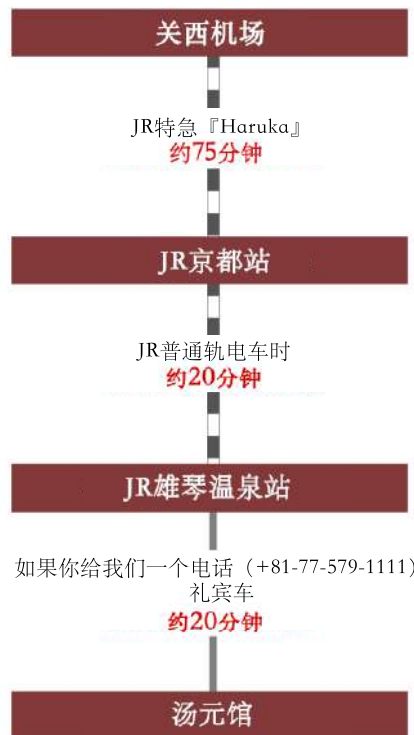 关西机场
JR特急『Haruka』
约75分钟
JR京都站
JR普通轨电车时
约20分钟
JR雄琴温泉站
如果你给我们一个电话（+81-77-579-1111）
礼宾车
约20分钟
汤元馆